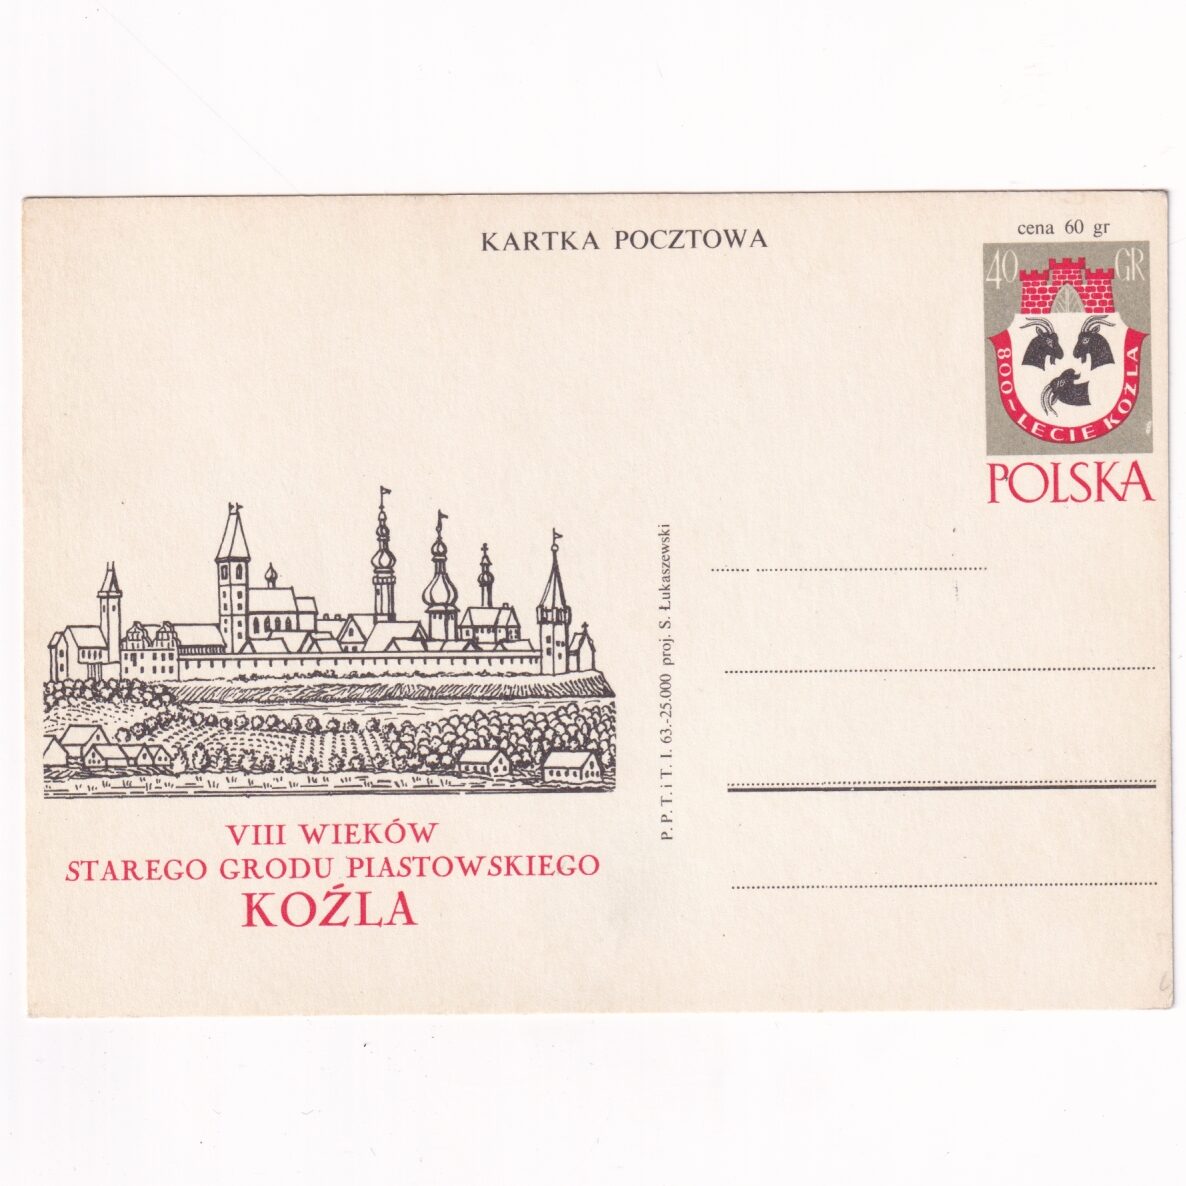 KARTKA POCZTOWA
cena 60 gr
40 GR
800-LECIE KOŹLA
POLSKA
P. P. T. i T. I. 63.-25.000 proj. S. Łukaszewski
VIII WIEKÓW
STAREGO GRODU PIASTOWSKIEGO
KOŹLA